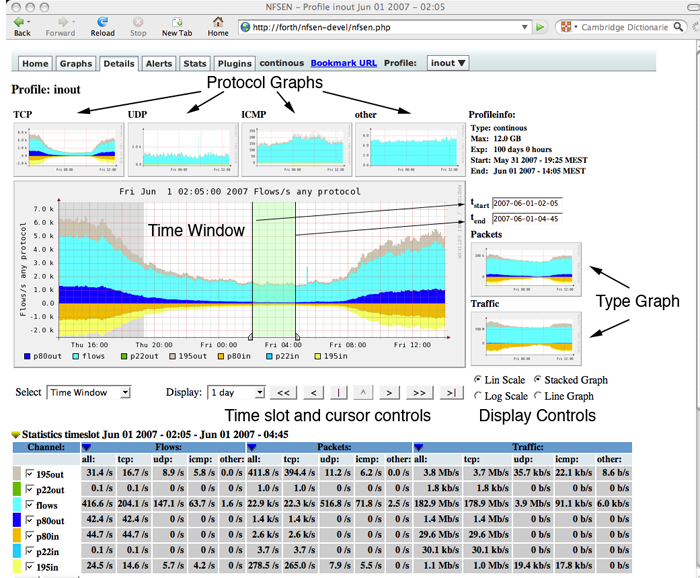 NFSEN - Profile inout Jun 01 2007 - 02:05
Back Forward Reload Stop New Tab Home http://forth/nfsen-devel/nfsen.php Cambridge Dictionarie
Home Graphs Details Alerts Stats Plugins continous Bookmark URL Profile: inout
Protocol Graphs
Profile: inout
TCP UDP ICMP other
Profileinfo:
Type: continous
Max: 12.0 GB
Exp: 100 days 0 hours
Start: May 31 2007 - 19:25 MEST
End: Jun 01 2007 - 14:05 MEST
Fri Jun 1 02:05:00 2007 Flows/s any protocol
Flows/s any protocol
7.0 k
6.0 k
5.0 k
4.0 k
3.0 k
2.0 k
1.0 k
0.0
-1.0 k
-2.0 k
Time Window
Thu 16:00 Thu 20:00 Fri 00:00 Fri 04:00 Fri 08:00 Fri 12:00
p80out flows p22out 195out p80in p22in 195in
tstart 2007-06-01-02-05
tend 2007-06-01-04-45
Packets
Fri 00:00 Fri 12:00
Type Graph
Traffic
Fri 00:00 Fri 12:00
Select Time Window Display: 1 day << < | ^ > >> >|
Lin Scale Stacked Graph
Log Scale Line Graph
Time slot and cursor controls Display Controls
Statistics timeslot Jun 01 2007 - 02:05 - Jun 01 2007 - 04:45
Channel: Flows: Packets: Traffic:
all: tcp: udp: icmp: other: all: tcp: udp: icmp: other: all: tcp: udp: icmp: other:
195out 31.4 /s 16.7 /s 8.9 /s 5.8 /s 0.0 /s 411.8 /s 394.4 /s 11.2 /s 6.2 /s 0.0 /s 3.8 Mb/s 3.7 Mb/s 35.7 kb/s 22.1 kb/s 8.6 b/s
p22out 0.1 /s 0.1 /s 0 /s 0 /s 0 /s 1.0 /s 1.0 /s 0 /s 0 /s 0 /s 1.8 kb/s 1.8 kb/s 0 b/s 0 b/s 0 b/s
flows 416.6 /s 204.1 /s 147.1 /s 63.7 /s 1.6 /s 22.9 k/s 22.3 k/s 516.8 /s 71.8 /s 2.5 /s 182.9 Mb/s 178.9 Mb/s 3.9 Mb/s 91.1 kb/s 6.0 kb/s
p80out 42.4 /s 42.4 /s 0 /s 0 /s 0 /s 1.4 k/s 1.4 k/s 0 /s 0 /s 0 /s 1.4 Mb/s 1.4 Mb/s 0 b/s 0 b/s 0 b/s
p80in 44.7 /s 44.7 /s 0 /s 0 /s 0 /s 2.6 k/s 2.6 k/s 0 /s 0 /s 0 /s 29.6 Mb/s 29.6 Mb/s 0 b/s 0 b/s 0 b/s
p22in 0.1 /s 0.1 /s 0 /s 0 /s 0 /s 3.7 /s 3.7 /s 0 /s 0 /s 0 /s 30.1 kb/s 30.1 kb/s 0 b/s 0 b/s 0 b/s
195in 24.5 /s 14.6 /s 5.7 /s 4.2 /s 0 /s 278.5 /s 265.0 /s 7.9 /s 5.5 /s 0 /s 1.1 Mb/s 1.0 Mb/s 19.4 kb/s 17.8 kb/s 0 b/s